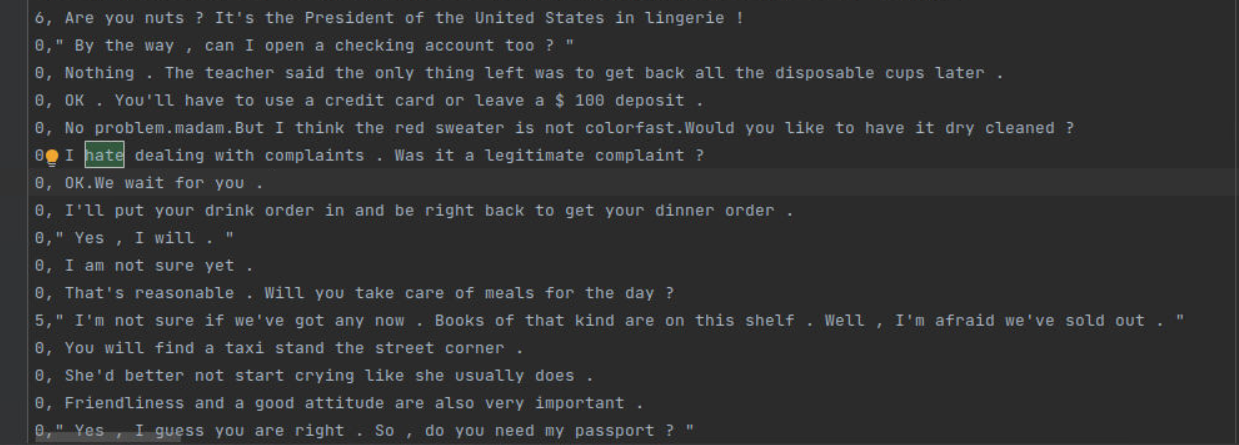 6, Are you nuts ? It's the President of the United States in lingerie !
0," By the way , can I open a checking account too ? "
0, Nothing . The teacher said the only thing left was to get back all the disposable cups later .
0, OK . You'll have to use a credit card or leave a $ 100 deposit .
0, No problem.madam.But I think the red sweater is not colorfast.Would you like to have it dry cleaned ?
0 I hate dealing with complaints . Was it a legitimate complaint ?
0, OK.We wait for you .
0, I'll put your drink order in and be right back to get your dinner order .
0," Yes , I will . "
0, I am not sure yet .
0, That's reasonable . Will you take care of meals for the day ?
5," I'm not sure if we've got any now . Books of that kind are on this shelf . Well , I'm afraid we've sold out . "
0, You will find a taxi stand the street corner .
0, She'd better not start crying like she usually does .
0, Friendliness and a good attitude are also very important .
0," Yes , I guess you are right . So , do you need my passport ? "